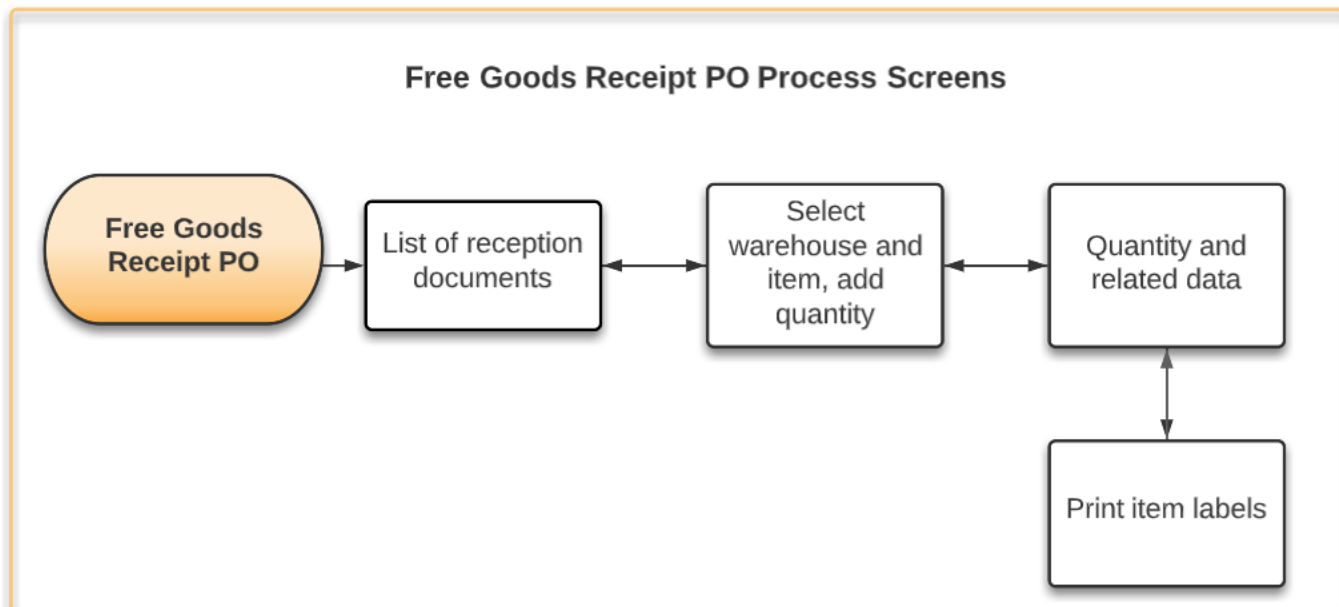 Free Goods Receipt PO Process Screens
Free Goods
Receipt PO
List of reception
documents
Select
warehouse and
item, add
quantity
Quantity and
related data
Print item labels